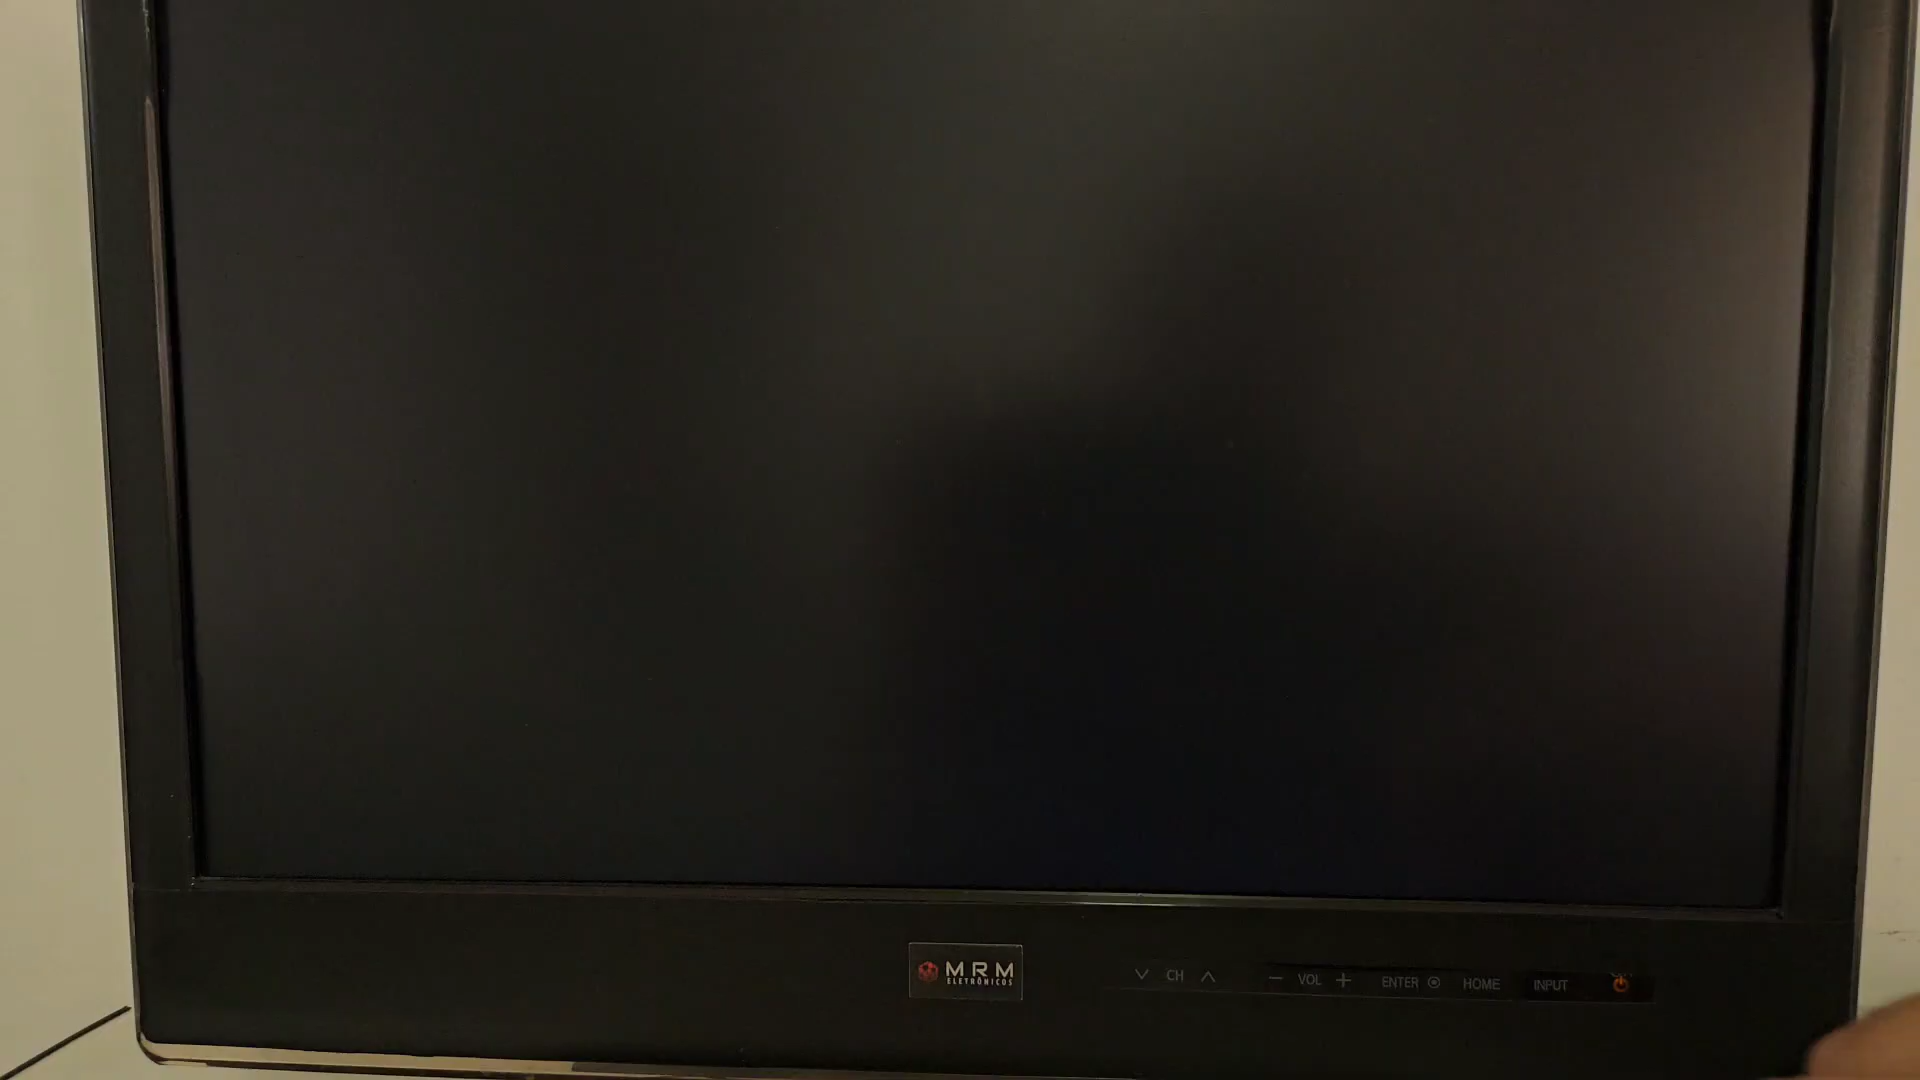 MRM
ELETRÔNICOS
CH
− VOL +
ENTER
HOME
INPUT